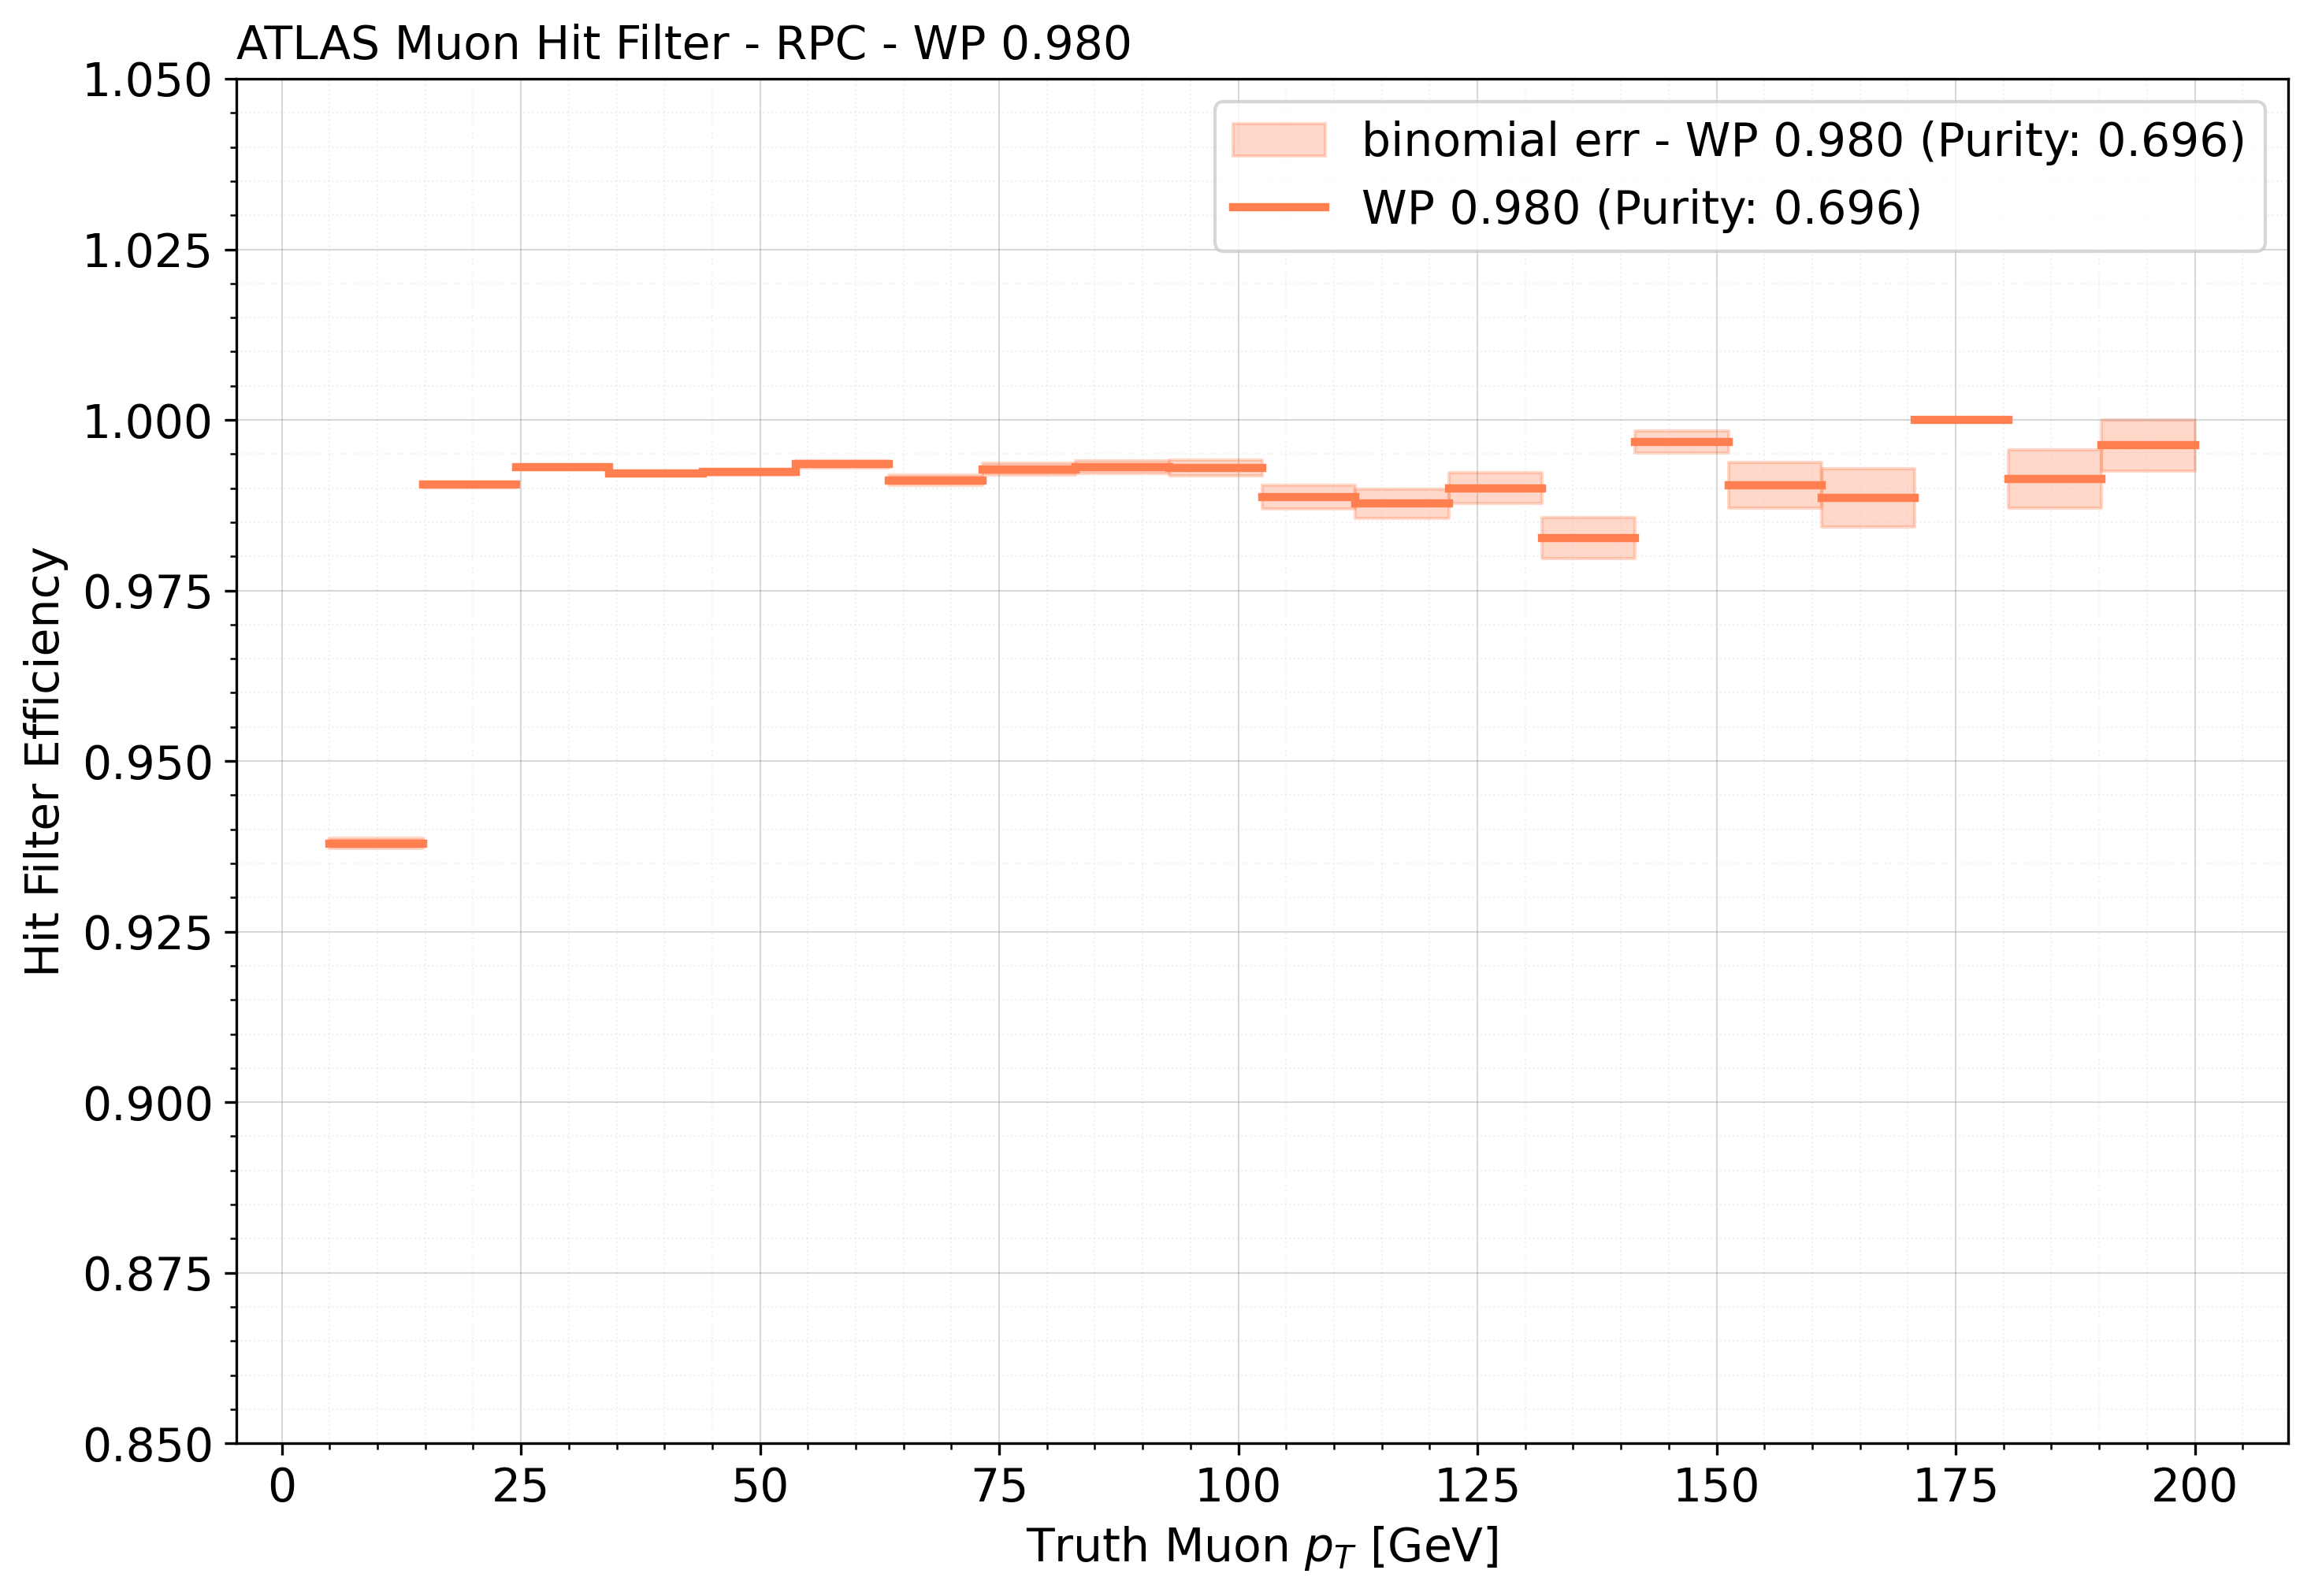 ATLAS Muon Hit Filter - RPC - WP 0.980
binomial err - WP 0.980 (Purity: 0.696)
WP 0.980 (Purity: 0.696)
Hit Filter Efficiency
1.050
1.025
1.000
0.975
0.950
0.925
0.900
0.875
0.850
0 25 50 75 100 125 150 175 200
Truth Muon p_T [GeV]